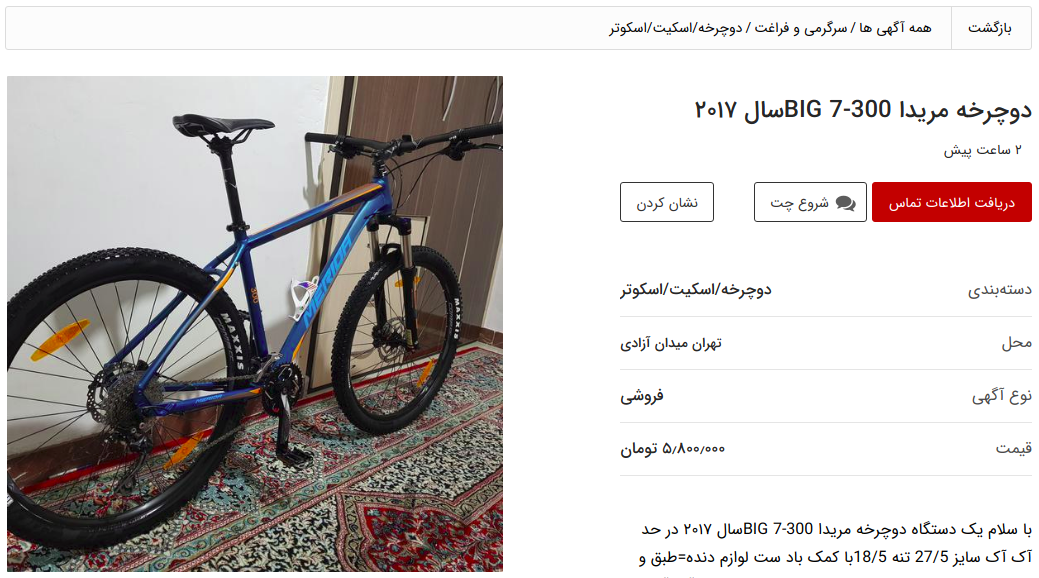 بازگشت
همه آگهی ها / سرگرمی و فراغت / دوچرخه/اسکیت/اسکوتر
دوچرخه مریدا BIG 7-300سال ۲۰۱۷
۲ ساعت پیش
دریافت اطلاعات تماس
شروع چت
نشان کردن
دسته‌بندی
دوچرخه/اسکیت/اسکوتر
محل
تهران میدان آزادی
نوع آگهی
فروشی
قیمت
۵٫۸۰۰٫۰۰۰ تومان
با سلام یک دستگاه دوچرخه مریدا BIG 7-300سال ۲۰۱۷ در حد
آک آک سایز 27/5 تنه 18/5با کمک باد ست لوازم دنده=طبق و
MERIDA
300
MAXXIS
MAXXIS